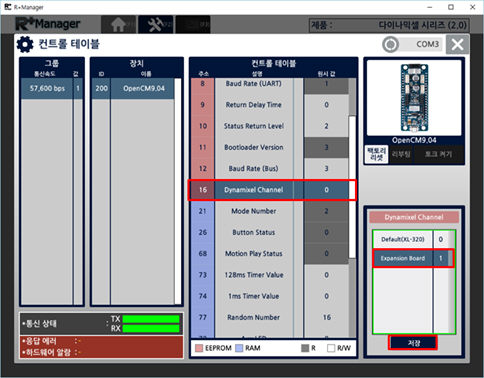 R+Manager
R+Manager
제품 : 다이나믹셀 시리즈 (2.0)
컨트롤 테이블
COM3
그룹
통신속도 값
57,600 bps 1
장치
ID 이름
200 OpenCM9.04
컨트롤 테이블
주소 설명 원시 값
8 Baud Rate (UART) 1
9 Return Delay Time 0
10 Status Return Level 2
11 Bootloader Version 3
12 Baud Rate (Bus) 3
16 Dynamixel Channel 0
21 Mode Number 2
26 Button Status 0
68 Motion Play Status 0
73 128ms Timer Value 0
74 1ms Timer Value 0
77 Random Number 16
EEPROM RAM R R/W
OpenCM9.04
팩토리 리셋 리부팅 토크 켜기
Dynamixel Channel
Default(XL-320) 0
Expansion Board 1
저장
•통신 상태 : TX
RX
•응답 에러 : -
•하드웨어 알람 : -